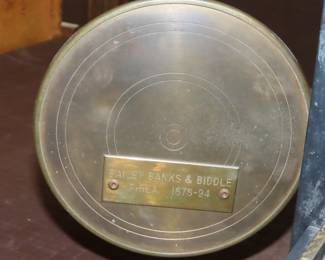 BAILEY BANKS & BIDDLE
PHILA. 1878-94